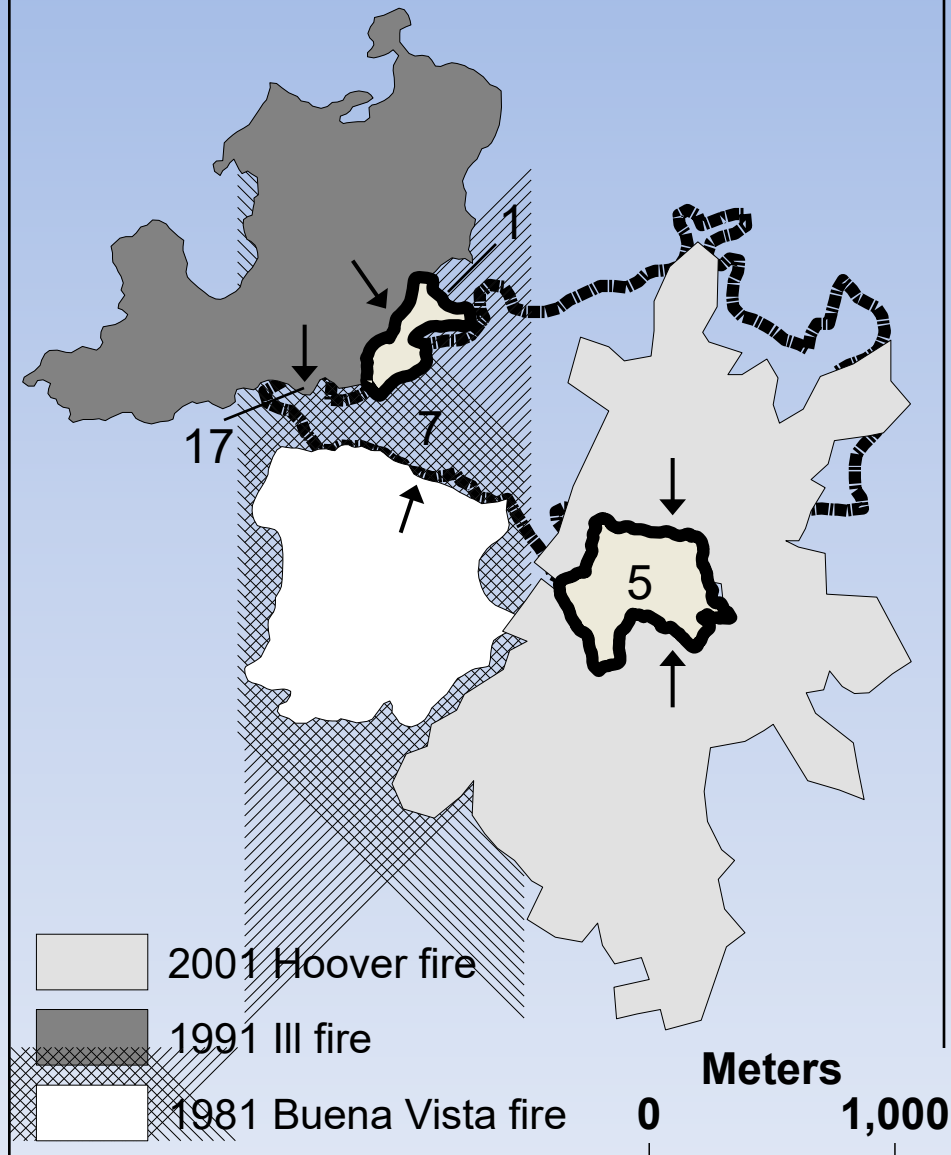 1
17
7
5
2001 Hoover fire
1991 Ill fire
1981 Buena Vista fire
Meters
0 1,000